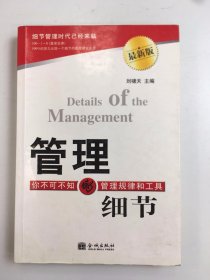 细节管理时代已经来临
最新版
刘啸天 主编
Details of the
Management
管理
的
细节
你不可不知 管理规律和工具
金城出版社